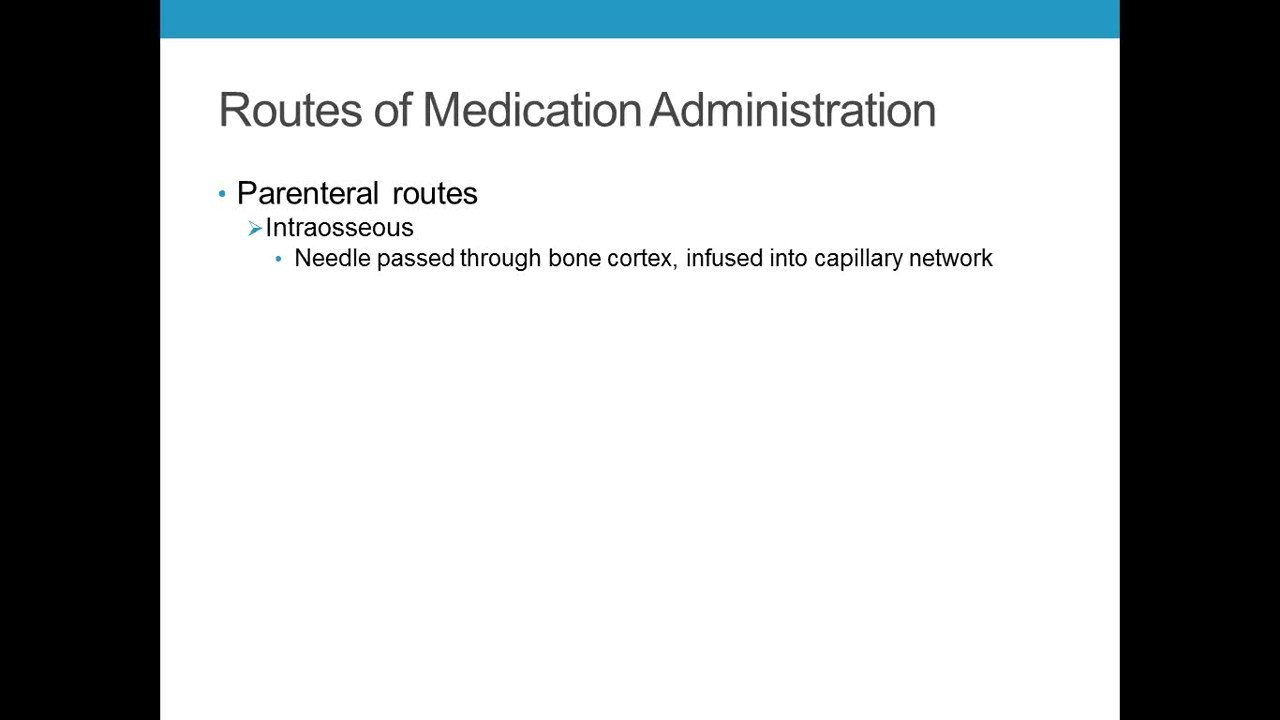 Routes of Medication Administration
• Parenteral routes
➢Intraosseous
• Needle passed through bone cortex, infused into capillary network